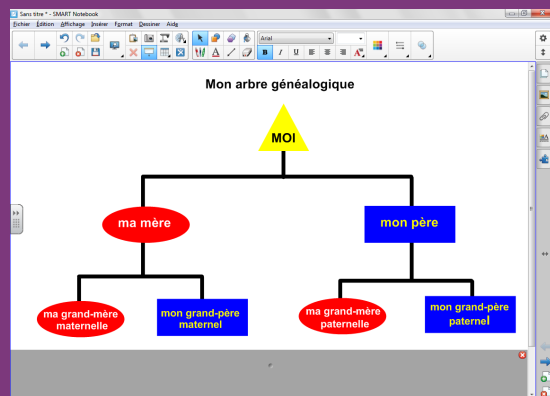 Sans titre * - SMART Notebook
Fichier Édition Affichage Insérer Format Dessiner Aide
Arial
B I U
Mon arbre généalogique
MOI
ma mère
mon père
ma grand-mère
maternelle
mon grand-père
maternel
ma grand-mère
paternelle
mon grand-père
paternel